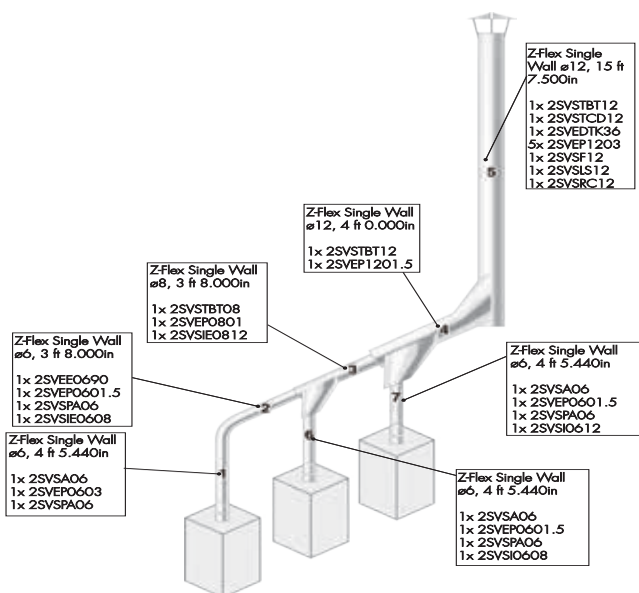 Z-Flex Single
Wall ø12, 15 ft
7.500in
1x 2SVSTBT12
1x 2SVSTCD12
1x 2SVEDTK36
5x 2SVEP1203
1x 2SVSF12
1x 2SVSLS12
1x 2SVSRC12
5
Z-Flex Single Wall
ø12, 4 ft 0.000in
1x 2SVSTBT12
1x 2SVEP1201.5
4
Z-Flex Single Wall
ø8, 3 ft 8.000in
1x 2SVSTBT08
1x 2SVEP0801
1x 2SVSIE0812
3
Z-Flex Single Wall
ø6, 3 ft 8.000in
1x 2SVEE0690
1x 2SVEP0601.5
1x 2SVSPA06
1x 2SVSIE0608
2
Z-Flex Single Wall
ø6, 4 ft 5.440in
1x 2SVSA06
1x 2SVEP0603
1x 2SVSPA06
1
Z-Flex Single Wall
ø6, 4 ft 5.440in
1x 2SVSA06
1x 2SVEP0601.5
1x 2SVSPA06
1x 2SVSI0612
7
Z-Flex Single Wall
ø6, 4 ft 5.440in
1x 2SVSA06
1x 2SVEP0601.5
1x 2SVSPA06
1x 2SVSI0608
6